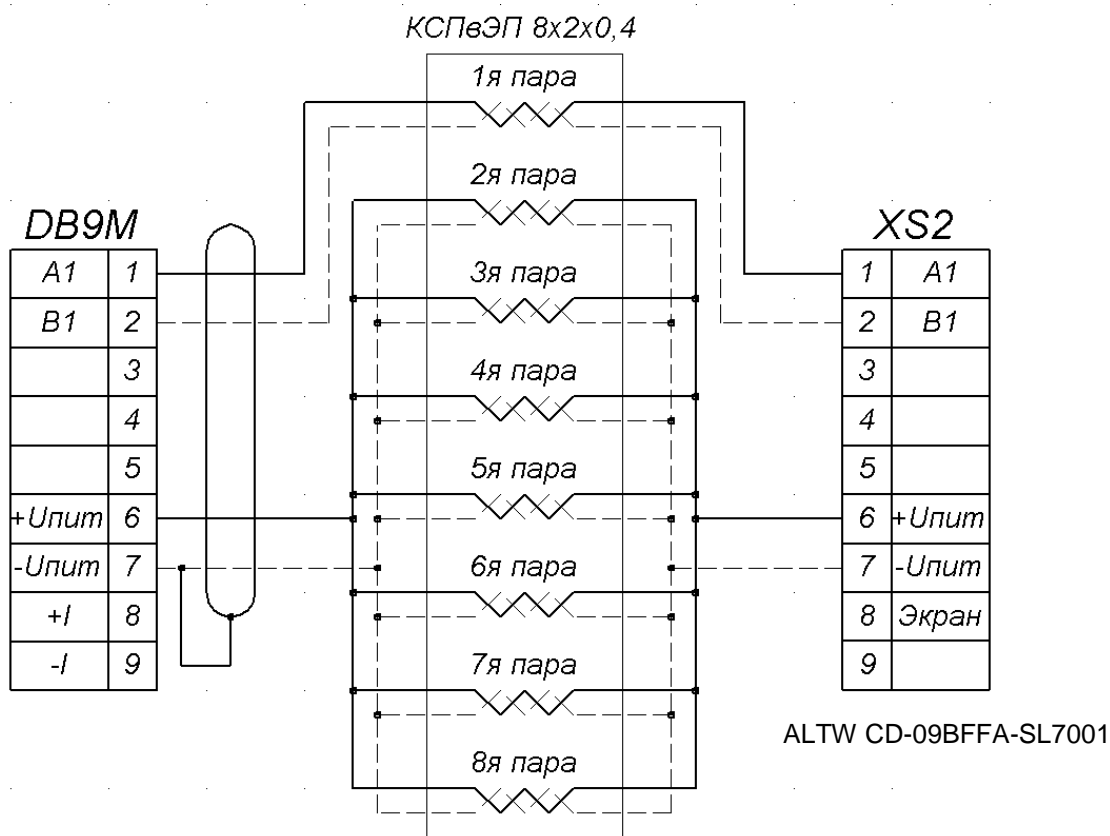 КСПвЭП 8х2х0,4
1я пара
2я пара
3я пара
4я пара
5я пара
6я пара
7я пара
8я пара
DB9M
A1 1
B1 2
3
4
5
+Uпит 6
-Uпит 7
+I 8
-I 9
XS2
1 A1
2 B1
3
4
5
6 +Uпит
7 -Uпит
8 Экран
9
ALTW CD-09BFFA-SL7001